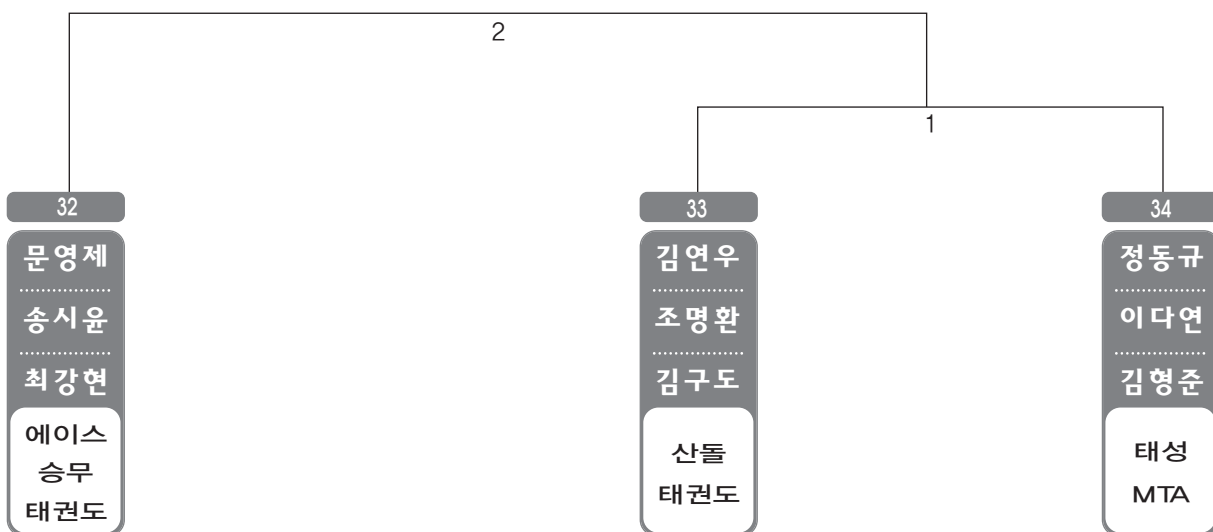 2
1
32
문영제
송시윤
최강현
에이스
승무
태권도
33
김연우
조명환
김구도
산돌
태권도
34
정동규
이다연
김형준
태성
MTA